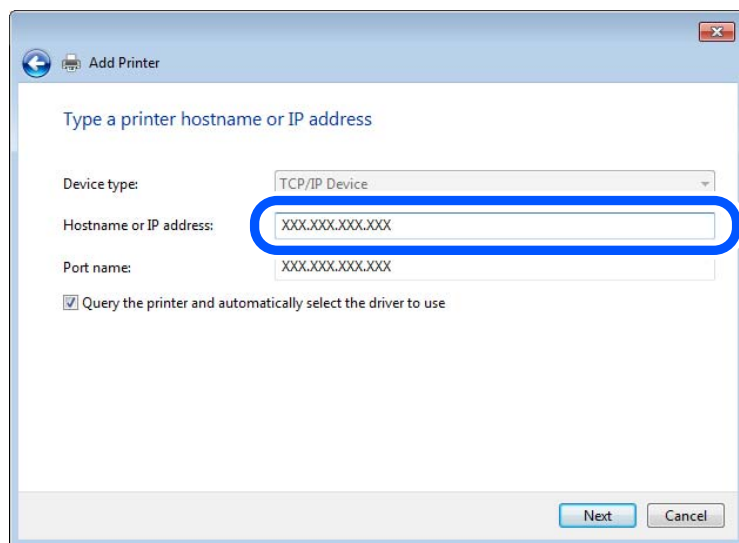 Add Printer
Type a printer hostname or IP address
Device type: TCP/IP Device
Hostname or IP address: XXX.XXX.XXX.XXX
Port name: XXX.XXX.XXX.XXX
Query the printer and automatically select the driver to use
Next Cancel